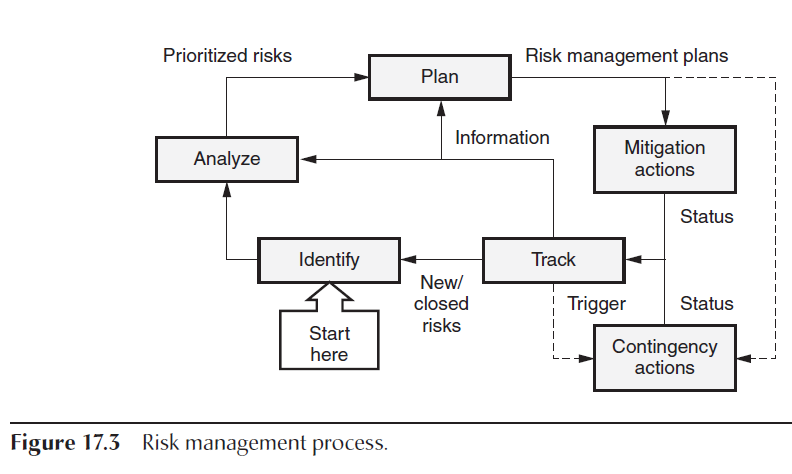 Prioritized risks
Plan
Risk management plans
Analyze
Information
Mitigation
actions
Status
Identify
Track
New/
closed
risks
Trigger
Status
Start
here
Contingency
actions
Figure 17.3 Risk management process.